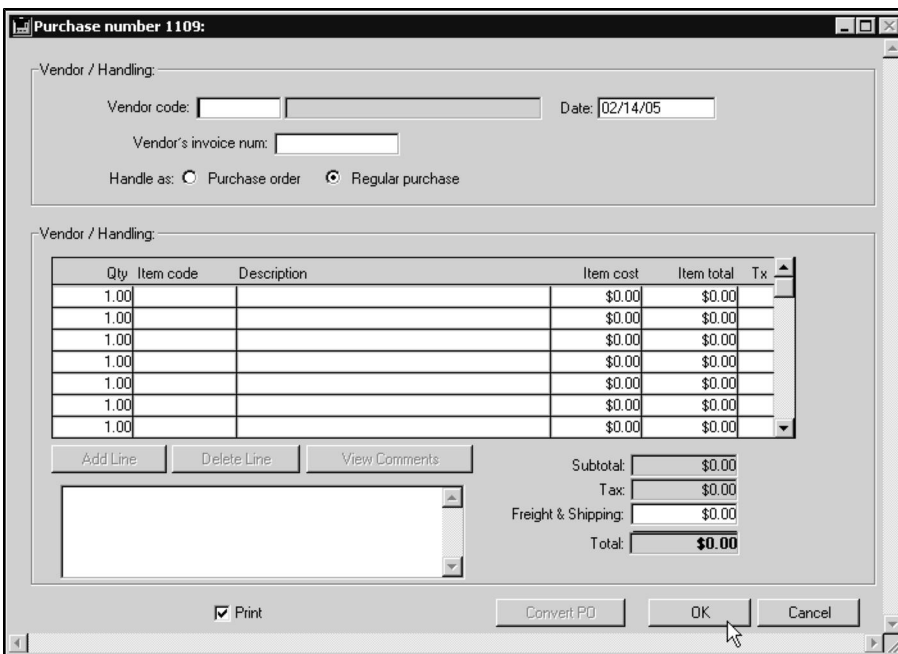 Purchase number 1109:
Vendor / Handling:
Vendor code: Date: 02/14/05
Vendor's invoice num:
Handle as: Purchase order Regular purchase
Vendor / Handling:
Qty Item code Description Item cost Item total Tx
1.00 $0.00 $0.00
1.00 $0.00 $0.00
1.00 $0.00 $0.00
1.00 $0.00 $0.00
1.00 $0.00 $0.00
1.00 $0.00 $0.00
1.00 $0.00 $0.00
Add Line Delete Line View Comments
Subtotal: $0.00
Tax: $0.00
Freight & Shipping: $0.00
Total: $0.00
Print Convert PO OK Cancel